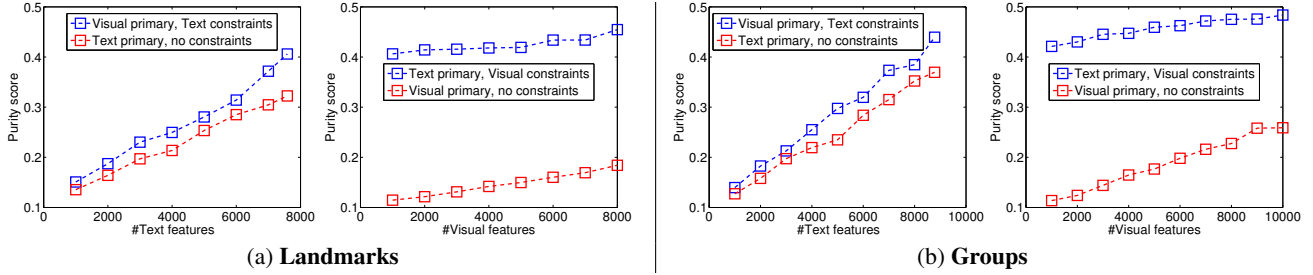 0.5
0.4
0.3
0.2
0.1
Purity score
0 2000 4000 6000 8000
#Text features
Visual primary, Text constraints
Text primary, no constraints
0.5
0.4
0.3
0.2
0.1
Purity score
0 2000 4000 6000 8000
#Visual features
Text primary, Visual constraints
Visual primary, no constraints
(a) Landmarks
0.5
0.4
0.3
0.2
0.1
Purity score
0 2000 4000 6000 8000 10000
#Text features
Visual primary, Text constraints
Text primary, no constraints
0.5
0.4
0.3
0.2
0.1
Purity score
0 2000 4000 6000 8000 10000
#Visual features
Text primary, Visual constraints
Visual primary, no constraints
(b) Groups